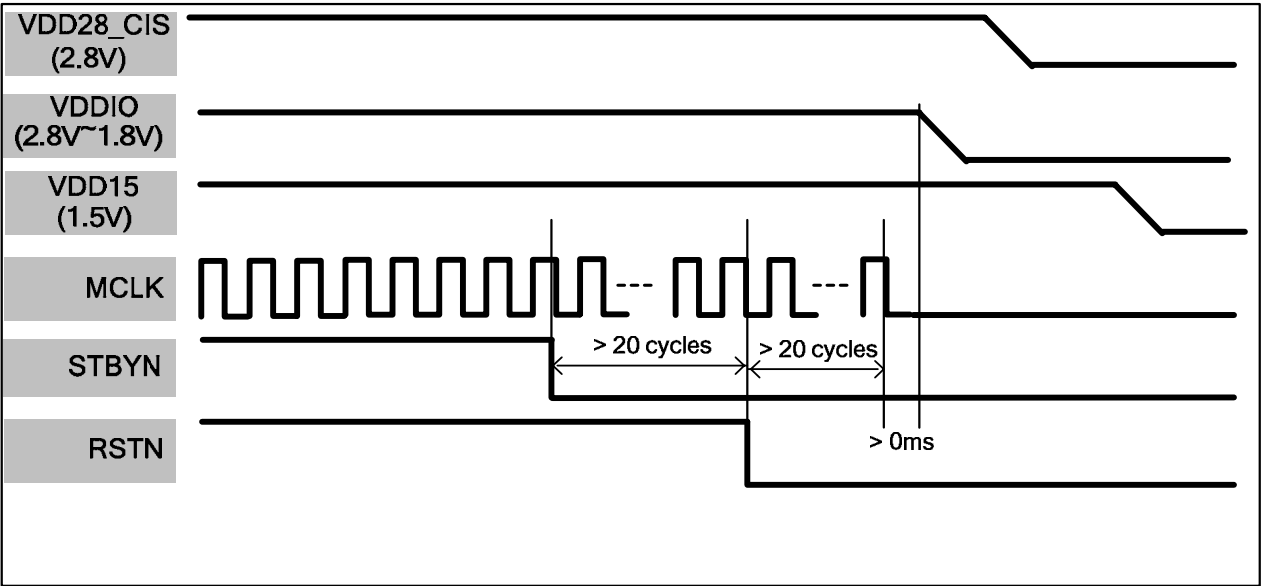 VDD28_CIS
(2.8V)
VDDIO
(2.8V~1.8V)
VDD15
(1.5V)
MCLK
STBYN
> 20 cycles
> 20 cycles
RSTN
> 0ms